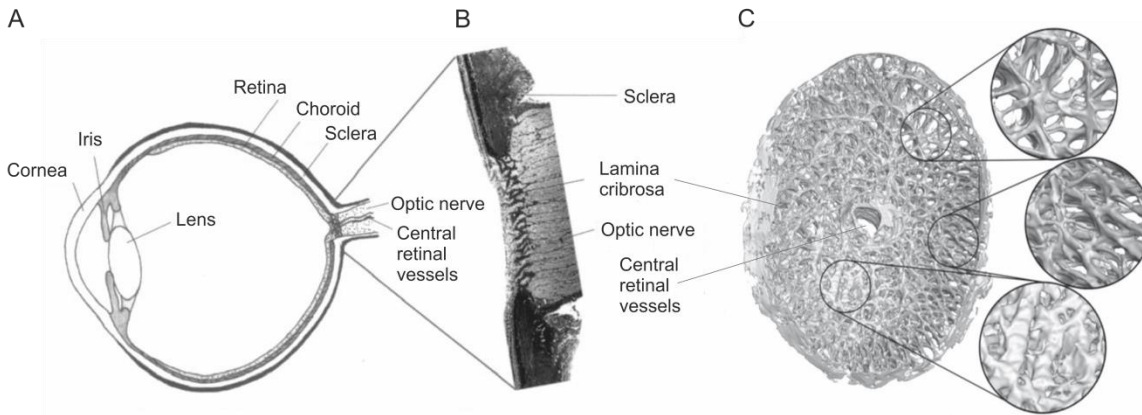 A
B
C
Retina
Choroid
Sclera
Iris
Cornea
Lens
Optic nerve
Central
retinal
vessels
Sclera
Lamina
cribrosa
Optic nerve
Central
retinal
vessels